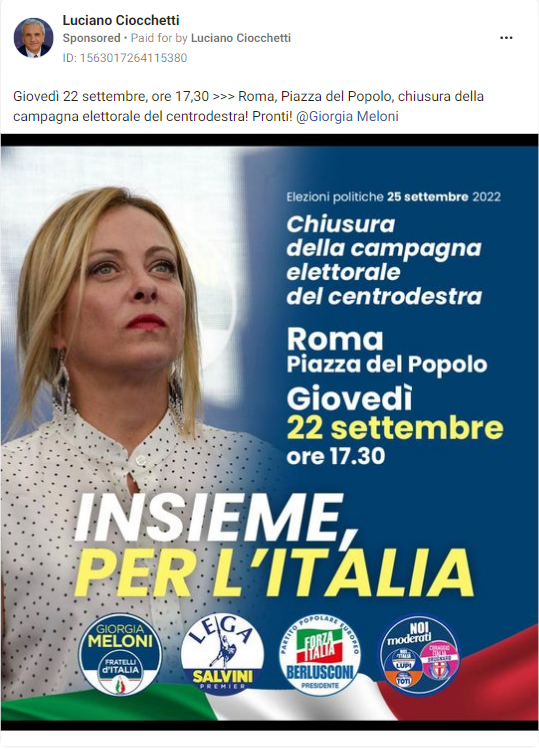 Luciano Ciocchetti
Sponsored • Paid for by Luciano Ciocchetti
ID: 1563017264115380
Giovedì 22 settembre, ore 17,30 >>> Roma, Piazza del Popolo, chiusura della
campagna elettorale del centrodestra! Pronti! @Giorgia Meloni
Elezioni politiche 25 settembre 2022
Chiusura
della campagna
elettorale
del centrodestra
Roma
Piazza del Popolo
Giovedì
22 settembre
ore 17.30
INSIEME,
PER L'ITALIA
GIORGIA
MELONI
FRATELLI
d'ITALIA
LEGA
SALVINI
PREMIER
PARTITO POPOLARE EUROPEO
FORZA
ITALIA
BERLUSCONI
PRESIDENTE
NOI
moderati
LUPI
TOTI
CORAGGIO
ITALIA
BRUGNARO